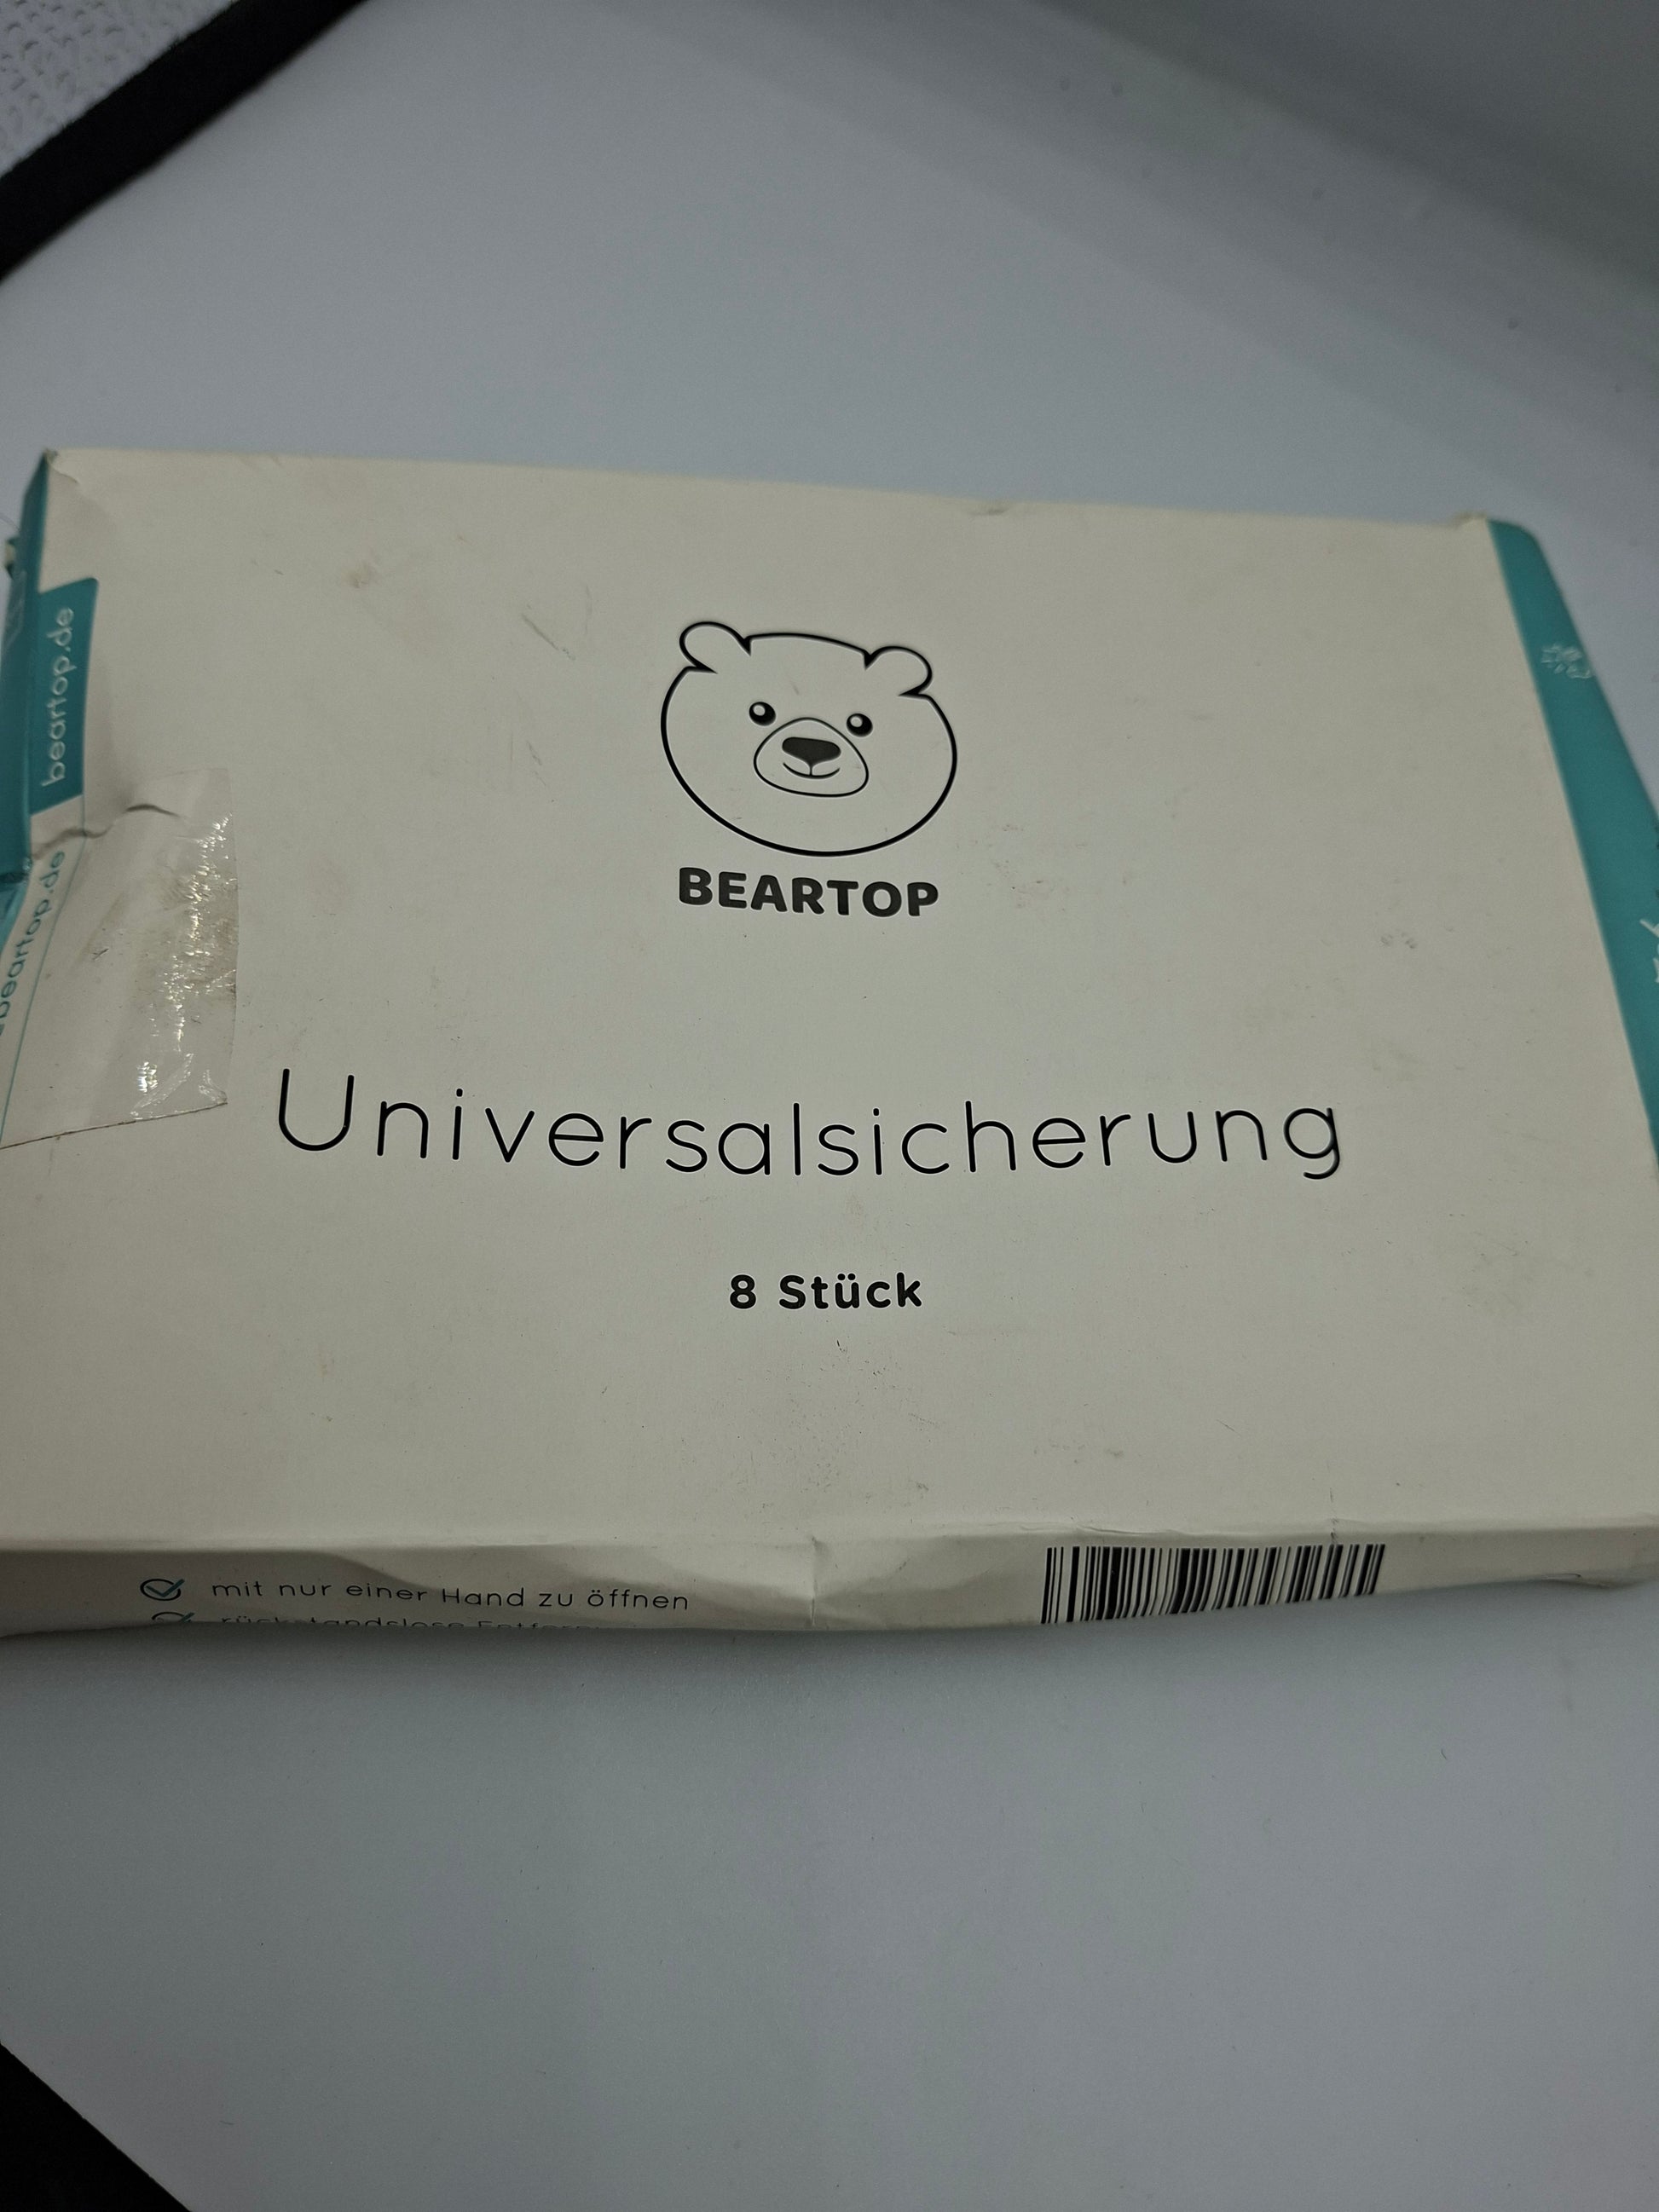 beartop.de
beartop.de
BEARTOP
Universalsicherung
8 Stück
mit nur einer Hand zu öffnen